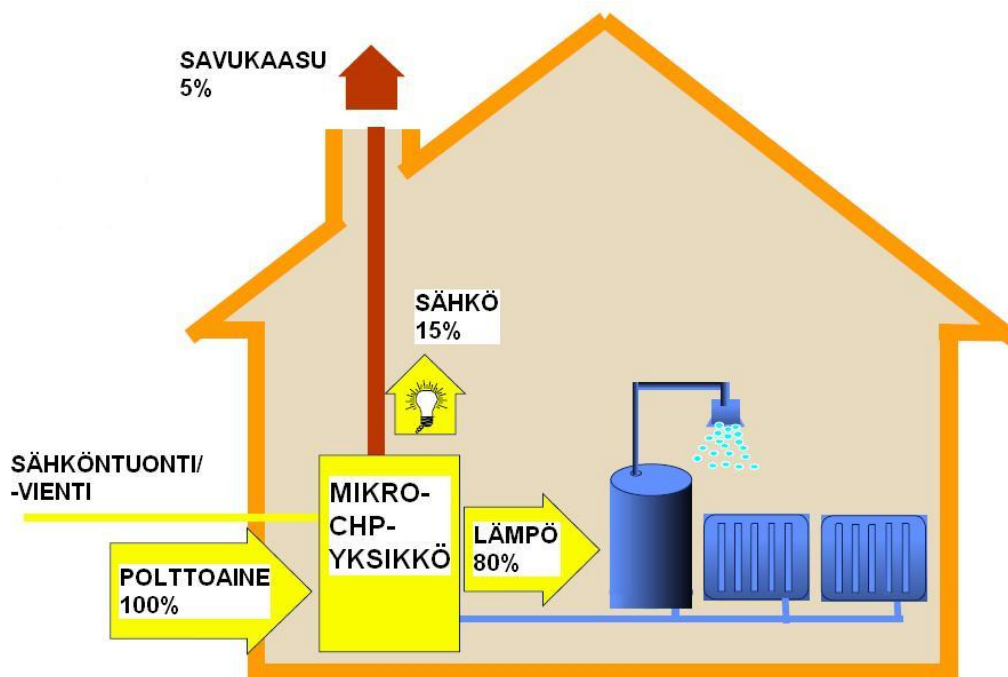 SAVUKAASU
5%
SÄHKÖ
15%
SÄHKÖNTUONTI/
-VIENTI
MIKRO-
CHP-
YKSIKKÖ
LÄMPÖ
80%
POLTTOAINE
100%